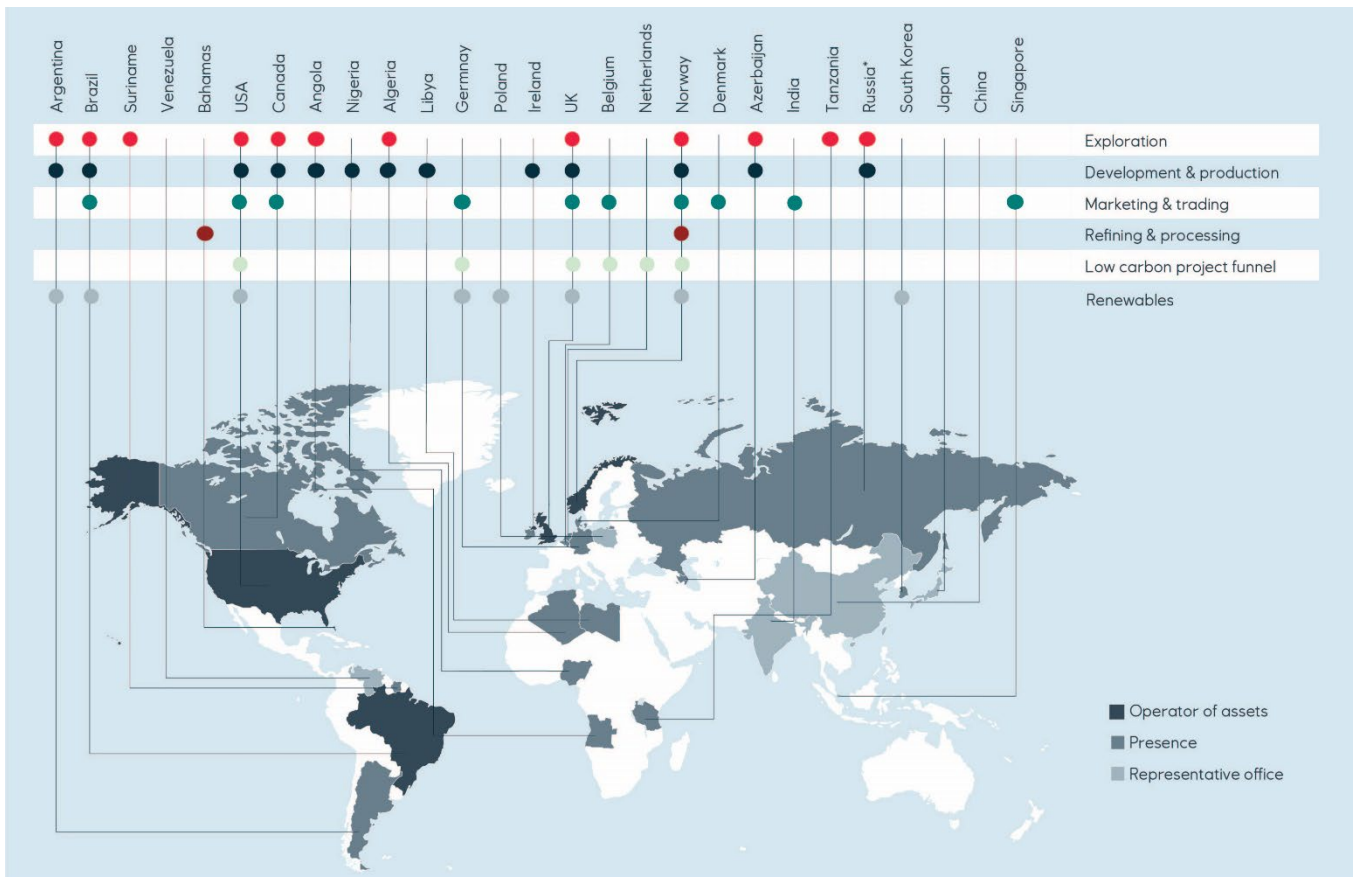 Argentina
Brazil
Suriname
Venezuela
Bahamas
USA
Canada
Angola
Nigeria
Algeria
Libya
Germnay
Poland
Ireland
UK
Belgium
Netherlands
Norway
Denmark
Azerbaijan
India
Tanzania
Russia*
South Korea
Japan
China
Singapore
Exploration
Development & production
Marketing & trading
Refining & processing
Low carbon project funnel
Renewables
Operator of assets
Presence
Representative office